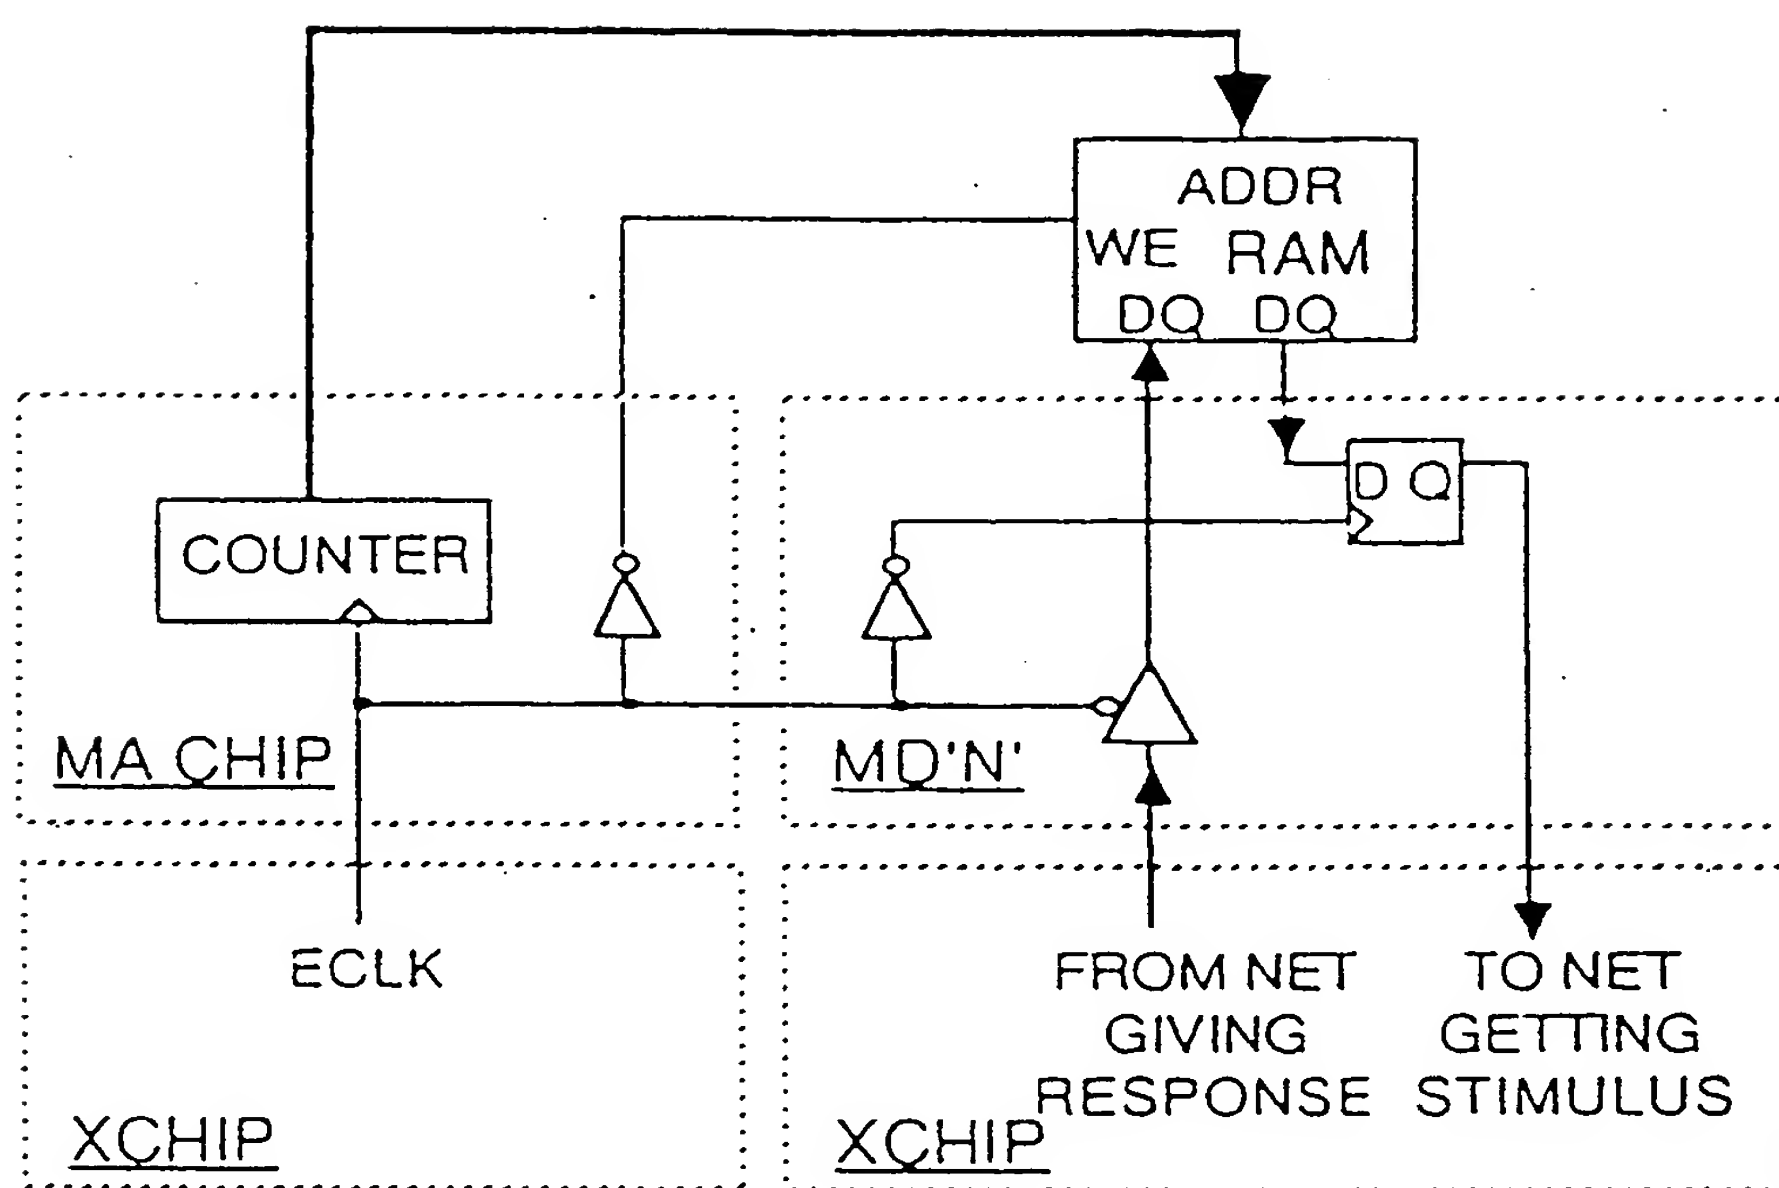 ADDR
WE RAM
DQ DQ
D Q
COUNTER
MA CHIP
MD'N'
ECLK
FROM NET
GIVING
RESPONSE
TO NET
GETTING
STIMULUS
XCHIP
XCHIP